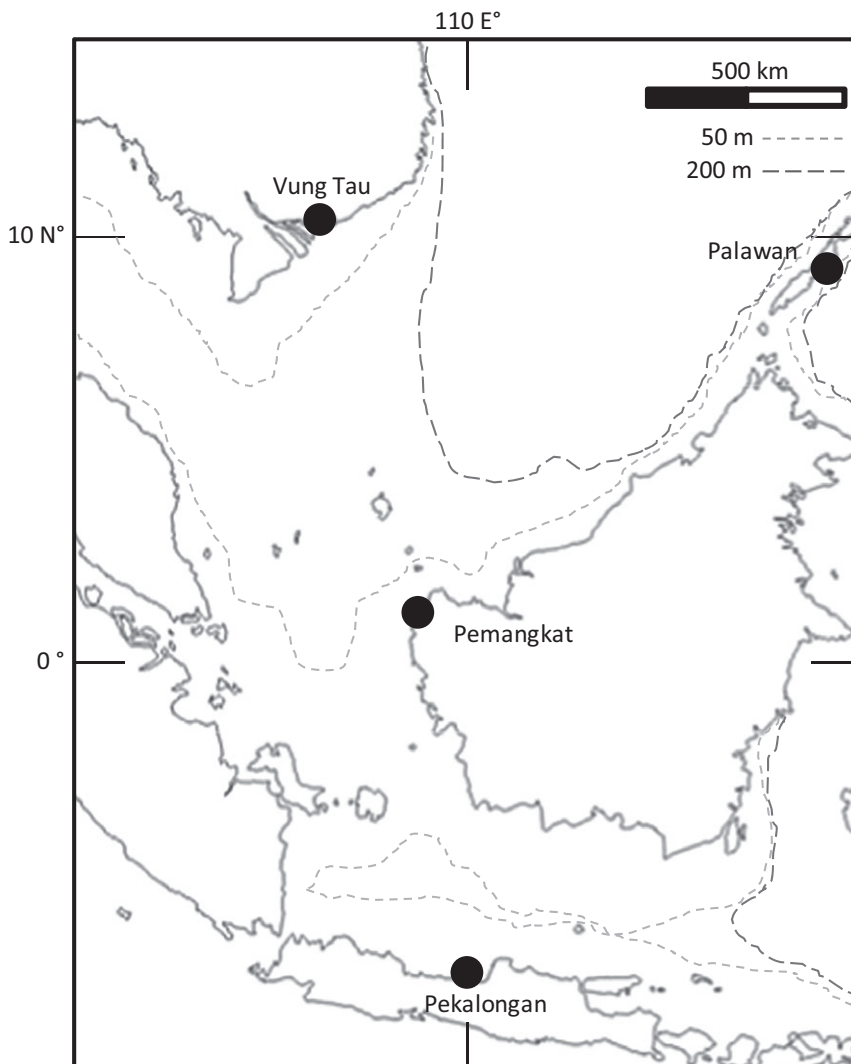 110 E°
500 km
50 m
200 m
Vung Tau
10 N°
Palawan
Pemangkat
0 °
Pekalongan